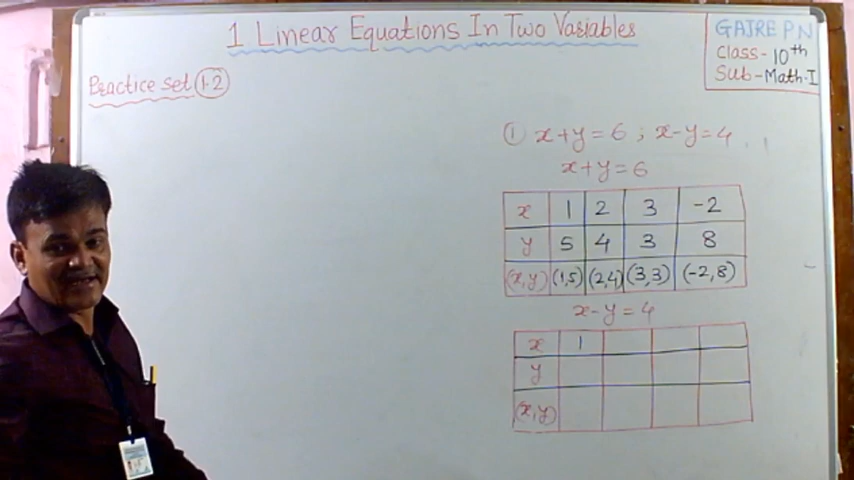 1 Linear Equations In Two Variables
GAJRE P N
Class- 10th
Sub-Math-I
Practice Set 1.2
① x+y=6 ; x-y=4
x+y=6
x 1 2 3 -2
y 5 4 3 8
(x,y) (1,5) (2,4) (3,3) (-2,8)
x-y=4
x 1
y
(x,y)